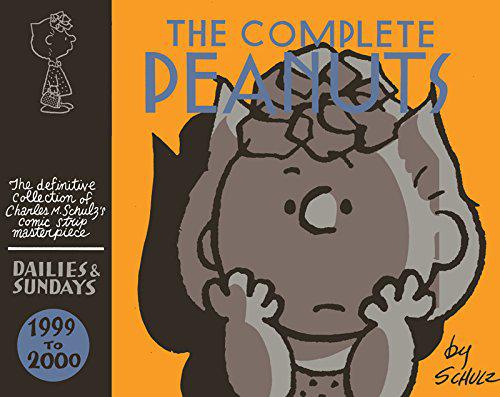 THE COMPLETE
PEANUTS
The definitive
collection of
Charles M. Schulz's
comic strip
masterpiece
DAILIES &
SUNDAYS
1999
TO
2000
by
SCHULZ